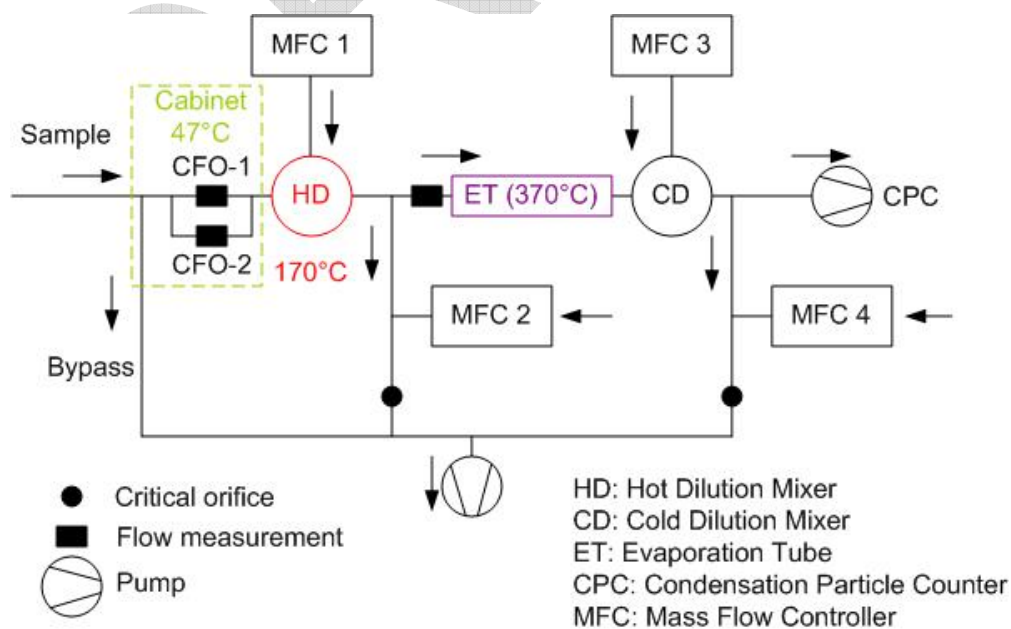 MFC 1
MFC 3
Cabinet
47°C
Sample
CFO-1
HD
ET (370°C)
CD
CPC
CFO-2
170°C
MFC 2
MFC 4
Bypass
Critical orifice
Flow measurement
Pump
HD: Hot Dilution Mixer
CD: Cold Dilution Mixer
ET: Evaporation Tube
CPC: Condensation Particle Counter
MFC: Mass Flow Controller